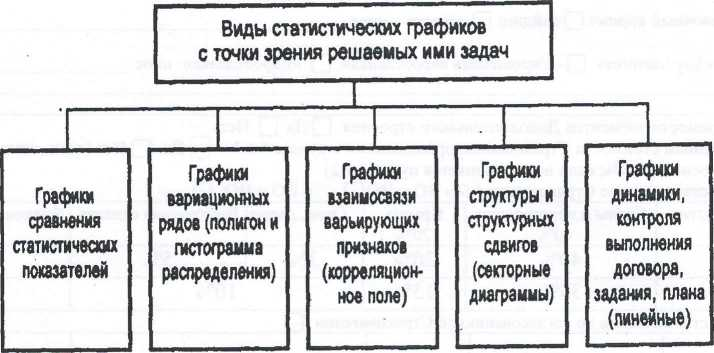 Виды статистических графиков
с точки зрения решаемых ими задач
Графики
сравнения
статистических
показателей
Графики
вариационных
рядов (полигон и
гистограмма
распределения)
Графики
взаимосвязи
варьирующих
признаков
(корреляцион-
ное поле)
Графики
структуры и
структурных
сдвигов
(секторные
диаграммы)
Графики
динамики,
контроля
выполнения
договора,
задания, плана
(линейные)